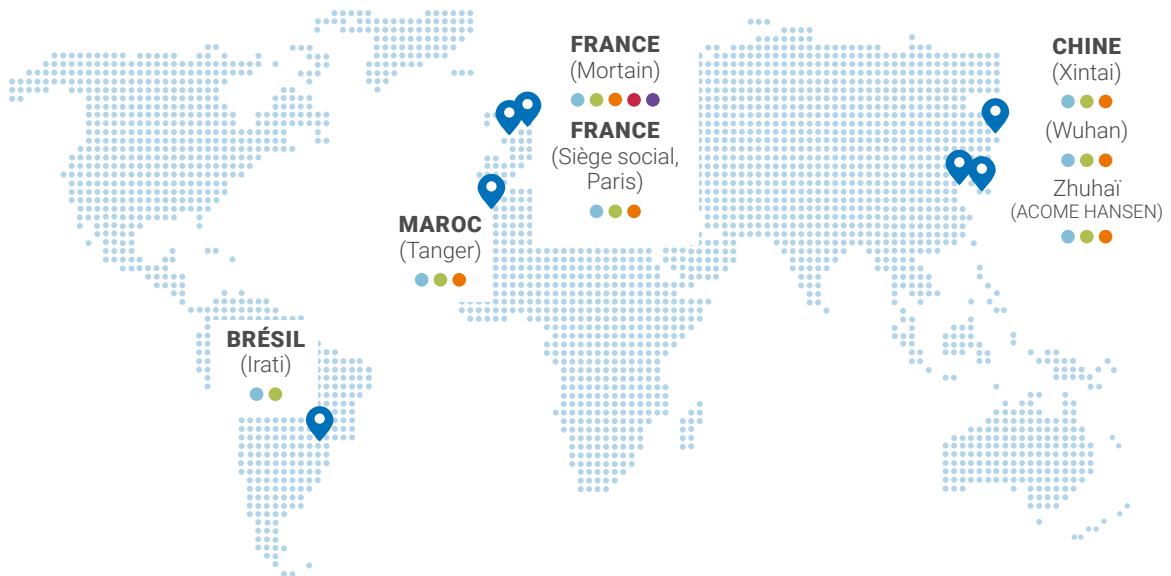 FRANCE
(Mortain)
FRANCE
(Siège social,
Paris)
MAROC
(Tanger)
BRÉSIL
(Irati)
CHINE
(Xintai)
(Wuhan)
Zhuhaï
(ACOME HANSEN)